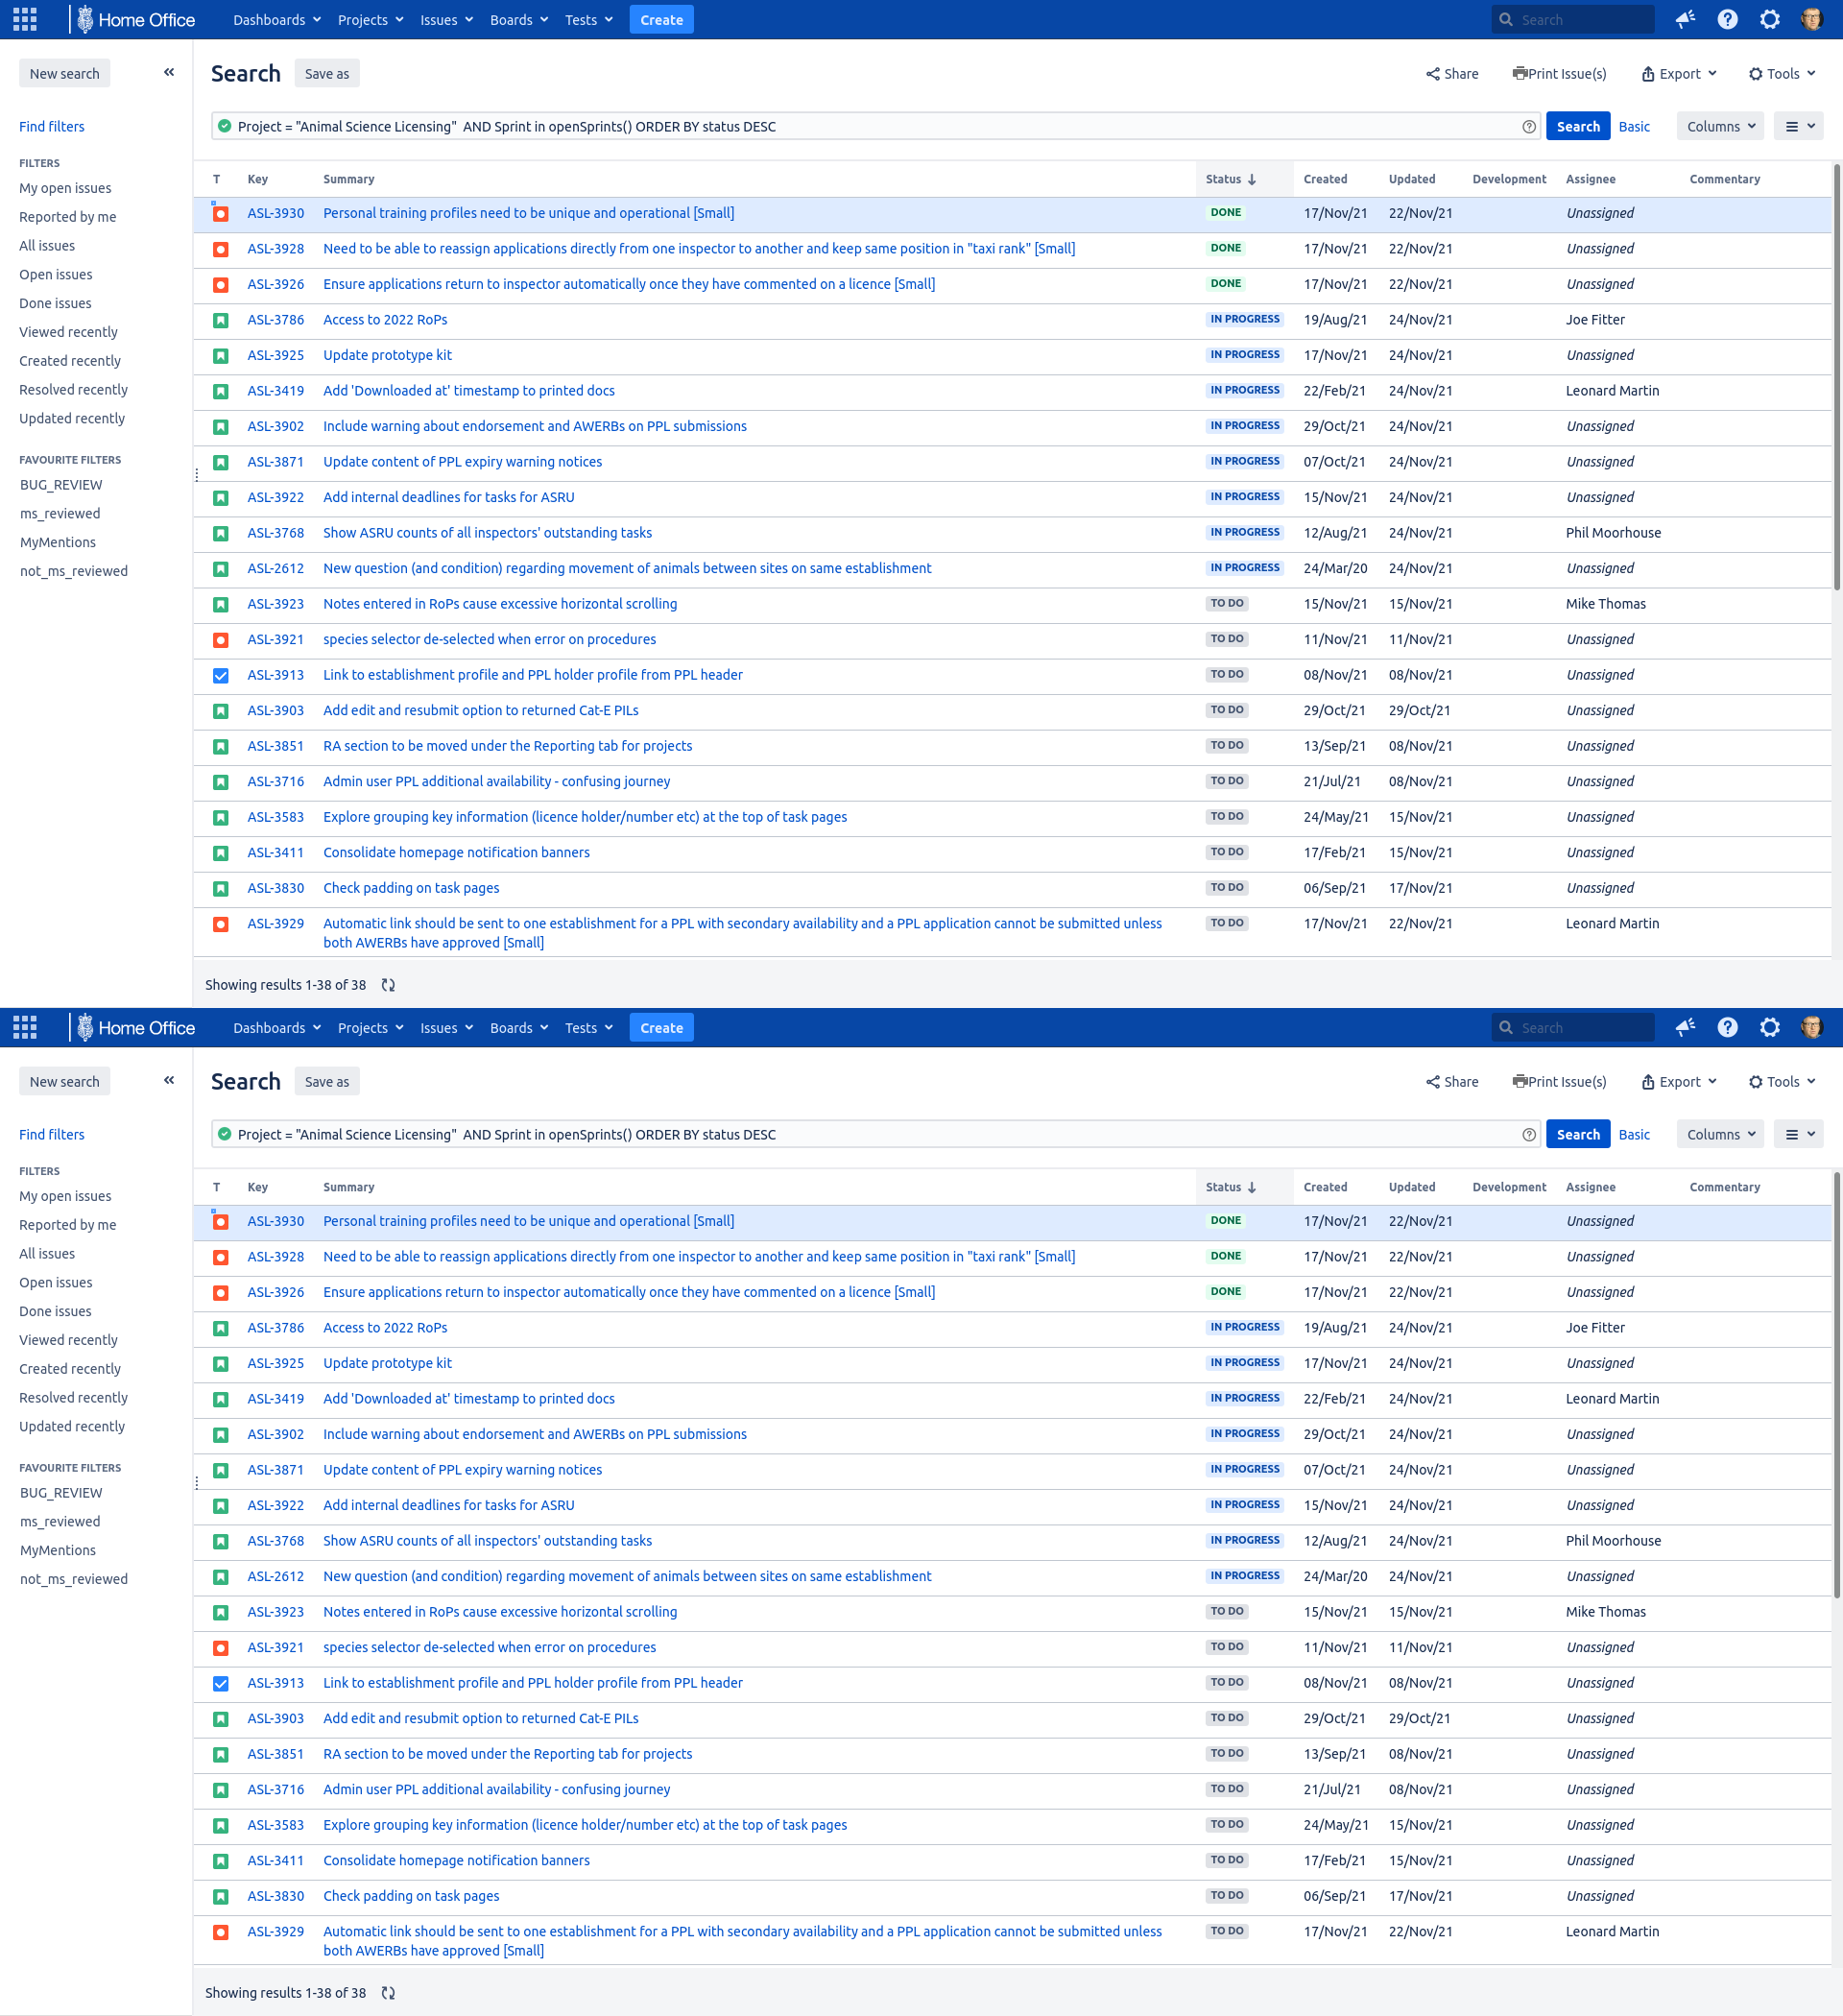 Home Office Dashboards Projects Issues Boards Tests Create Search
New search Search Save as Share Print Issue(s) Export Tools
Find filters Project = "Animal Science Licensing" AND Sprint in openSprints() ORDER BY status DESC Search Basic Columns
FILTERS
My open issues
Reported by me
All issues
Open issues
Done issues
Viewed recently
Created recently
Resolved recently
Updated recently
FAVOURITE FILTERS
BUG_REVIEW
ms_reviewed
MyMentions
not_ms_reviewed
T Key Summary Status Created Updated Development Assignee Commentary
ASL-3930 Personal training profiles need to be unique and operational [Small] DONE 17/Nov/21 22/Nov/21 Unassigned
ASL-3928 Need to be able to reassign applications directly from one inspector to another and keep same position in "taxi rank" [Small] DONE 17/Nov/21 22/Nov/21 Unassigned
ASL-3926 Ensure applications return to inspector automatically once they have commented on a licence [Small] DONE 17/Nov/21 22/Nov/21 Unassigned
ASL-3786 Access to 2022 RoPs IN PROGRESS 19/Aug/21 24/Nov/21 Joe Fitter
ASL-3925 Update prototype kit IN PROGRESS 17/Nov/21 24/Nov/21 Unassigned
ASL-3419 Add 'Downloaded at' timestamp to printed docs IN PROGRESS 22/Feb/21 24/Nov/21 Leonard Martin
ASL-3902 Include warning about endorsement and AWERBs on PPL submissions IN PROGRESS 29/Oct/21 24/Nov/21 Unassigned
ASL-3871 Update content of PPL expiry warning notices IN PROGRESS 07/Oct/21 24/Nov/21 Unassigned
ASL-3922 Add internal deadlines for tasks for ASRU IN PROGRESS 15/Nov/21 24/Nov/21 Unassigned
ASL-3768 Show ASRU counts of all inspectors' outstanding tasks IN PROGRESS 12/Aug/21 24/Nov/21 Phil Moorhouse
ASL-2612 New question (and condition) regarding movement of animals between sites on same establishment IN PROGRESS 24/Mar/20 24/Nov/21 Unassigned
ASL-3923 Notes entered in RoPs cause excessive horizontal scrolling TO DO 15/Nov/21 15/Nov/21 Mike Thomas
ASL-3921 species selector de-selected when error on procedures TO DO 11/Nov/21 11/Nov/21 Unassigned
ASL-3913 Link to establishment profile and PPL holder profile from PPL header TO DO 08/Nov/21 08/Nov/21 Unassigned
ASL-3903 Add edit and resubmit option to returned Cat-E PILs TO DO 29/Oct/21 29/Oct/21 Unassigned
ASL-3851 RA section to be moved under the Reporting tab for projects TO DO 13/Sep/21 08/Nov/21 Unassigned
ASL-3716 Admin user PPL additional availability - confusing journey TO DO 21/Jul/21 08/Nov/21 Unassigned
ASL-3583 Explore grouping key information (licence holder/number etc) at the top of task pages TO DO 24/May/21 15/Nov/21 Unassigned
ASL-3411 Consolidate homepage notification banners TO DO 17/Feb/21 15/Nov/21 Unassigned
ASL-3830 Check padding on task pages TO DO 06/Sep/21 17/Nov/21 Unassigned
ASL-3929 Automatic link should be sent to one establishment for a PPL with secondary availability and a PPL application cannot be submitted unless TO DO 17/Nov/21 22/Nov/21 Leonard Martin
both AWERBs have approved [Small]
Showing results 1-38 of 38
Home Office Dashboards Projects Issues Boards Tests Create Search
New search Search Save as Share Print Issue(s) Export Tools
Find filters Project = "Animal Science Licensing" AND Sprint in openSprints() ORDER BY status DESC Search Basic Columns
FILTERS
My open issues
Reported by me
All issues
Open issues
Done issues
Viewed recently
Created recently
Resolved recently
Updated recently
FAVOURITE FILTERS
BUG_REVIEW
ms_reviewed
MyMentions
not_ms_reviewed
T Key Summary Status Created Updated Development Assignee Commentary
ASL-3930 Personal training profiles need to be unique and operational [Small] DONE 17/Nov/21 22/Nov/21 Unassigned
ASL-3928 Need to be able to reassign applications directly from one inspector to another and keep same position in "taxi rank" [Small] DONE 17/Nov/21 22/Nov/21 Unassigned
ASL-3926 Ensure applications return to inspector automatically once they have commented on a licence [Small] DONE 17/Nov/21 22/Nov/21 Unassigned
ASL-3786 Access to 2022 RoPs IN PROGRESS 19/Aug/21 24/Nov/21 Joe Fitter
ASL-3925 Update prototype kit IN PROGRESS 17/Nov/21 24/Nov/21 Unassigned
ASL-3419 Add 'Downloaded at' timestamp to printed docs IN PROGRESS 22/Feb/21 24/Nov/21 Leonard Martin
ASL-3902 Include warning about endorsement and AWERBs on PPL submissions IN PROGRESS 29/Oct/21 24/Nov/21 Unassigned
ASL-3871 Update content of PPL expiry warning notices IN PROGRESS 07/Oct/21 24/Nov/21 Unassigned
ASL-3922 Add internal deadlines for tasks for ASRU IN PROGRESS 15/Nov/21 24/Nov/21 Unassigned
ASL-3768 Show ASRU counts of all inspectors' outstanding tasks IN PROGRESS 12/Aug/21 24/Nov/21 Phil Moorhouse
ASL-2612 New question (and condition) regarding movement of animals between sites on same establishment IN PROGRESS 24/Mar/20 24/Nov/21 Unassigned
ASL-3923 Notes entered in RoPs cause excessive horizontal scrolling TO DO 15/Nov/21 15/Nov/21 Mike Thomas
ASL-3921 species selector de-selected when error on procedures TO DO 11/Nov/21 11/Nov/21 Unassigned
ASL-3913 Link to establishment profile and PPL holder profile from PPL header TO DO 08/Nov/21 08/Nov/21 Unassigned
ASL-3903 Add edit and resubmit option to returned Cat-E PILs TO DO 29/Oct/21 29/Oct/21 Unassigned
ASL-3851 RA section to be moved under the Reporting tab for projects TO DO 13/Sep/21 08/Nov/21 Unassigned
ASL-3716 Admin user PPL additional availability - confusing journey TO DO 21/Jul/21 08/Nov/21 Unassigned
ASL-3583 Explore grouping key information (licence holder/number etc) at the top of task pages TO DO 24/May/21 15/Nov/21 Unassigned
ASL-3411 Consolidate homepage notification banners TO DO 17/Feb/21 15/Nov/21 Unassigned
ASL-3830 Check padding on task pages TO DO 06/Sep/21 17/Nov/21 Unassigned
ASL-3929 Automatic link should be sent to one establishment for a PPL with secondary availability and a PPL application cannot be submitted unless TO DO 17/Nov/21 22/Nov/21 Leonard Martin
both AWERBs have approved [Small]
Showing results 1-38 of 38